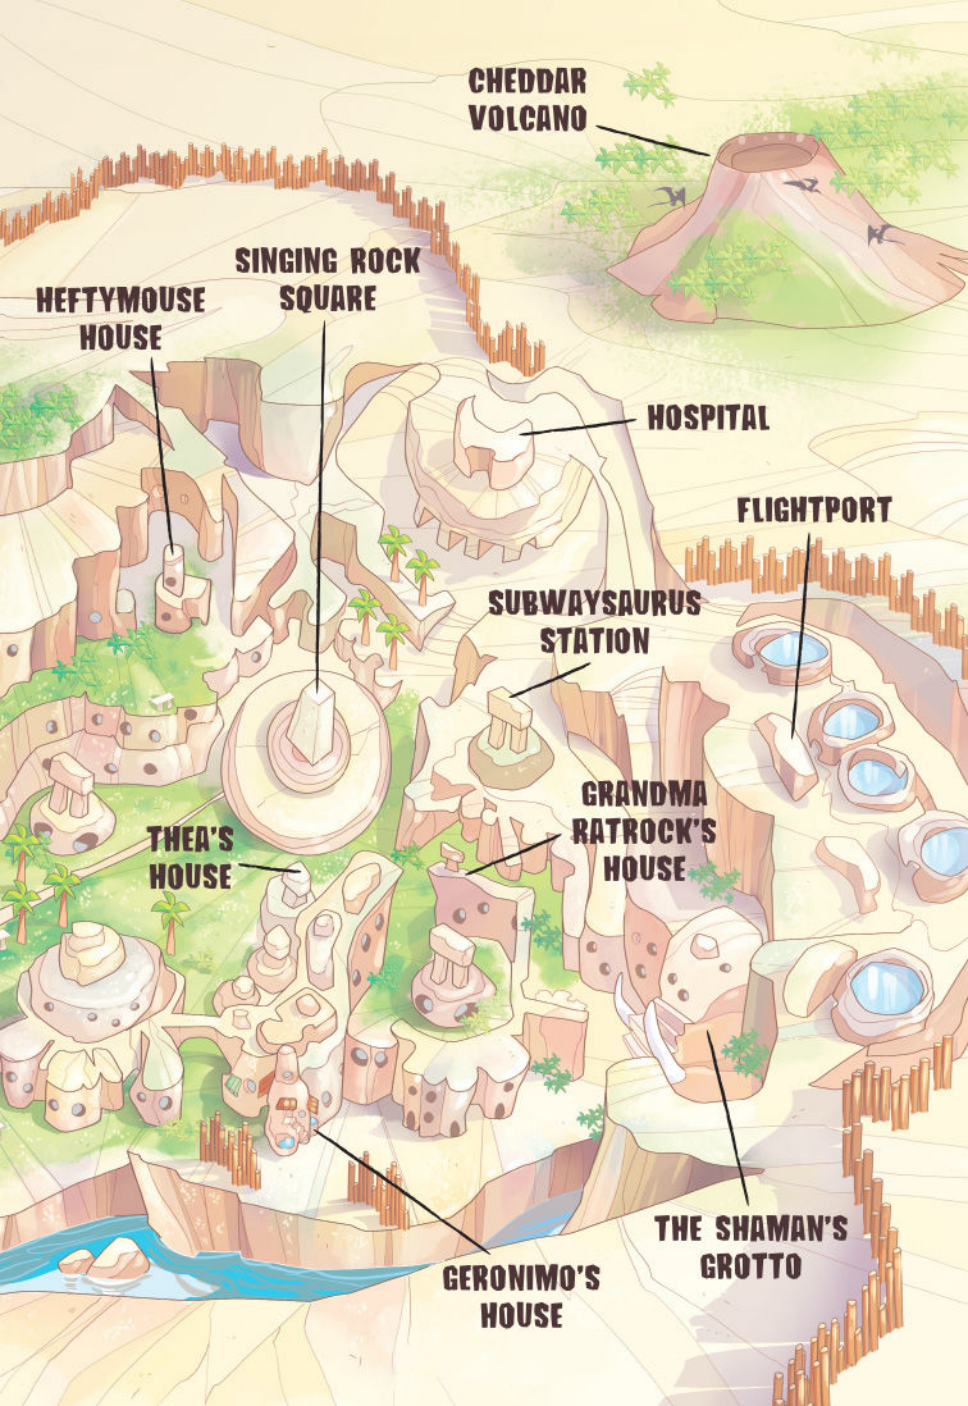 CHEDDAR
VOLCANO
SINGING ROCK
SQUARE
HEFTYMOUSE
HOUSE
HOSPITAL
FLIGHTPORT
SUBWAYSAURUS
STATION
GRANDMA
RATROCK'S
HOUSE
THEA'S
HOUSE
THE SHAMAN'S
GROTTO
GERONIMO'S
HOUSE